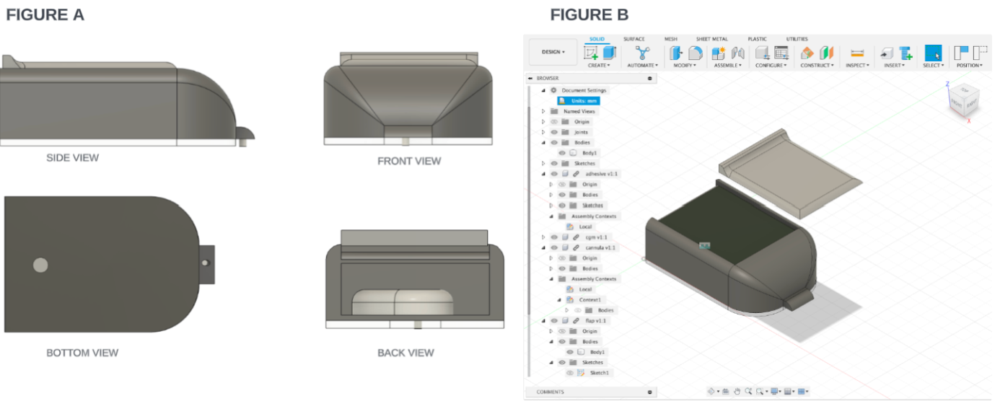 FIGURE A
SIDE VIEW
FRONT VIEW
BOTTOM VIEW
BACK VIEW
FIGURE B
SOLID SURFACE MESH SHEET METAL PLASTIC UTILITIES
DESIGN
CREATE AUTOMATE MODIFY ASSEMBLE CONFIGURE CONSTRUCT INSPECT INSERT SELECT POSITION
BROWSER
Document Settings
Units: mm
Named Views
Origin
Joints
Bodies
Body1
Sketches
adhesive v1:1
Origin
Bodies
Sketches
Assembly Contexts
Local
cgm v1:1
cannula v1:1
Origin
Bodies
Assembly Contexts
Local
Context1
Bodies
flap v1:1
Origin
Bodies
Body1
Sketches
Sketch1
COMMENTS
Z
TOP
FRONT RIGHT
X